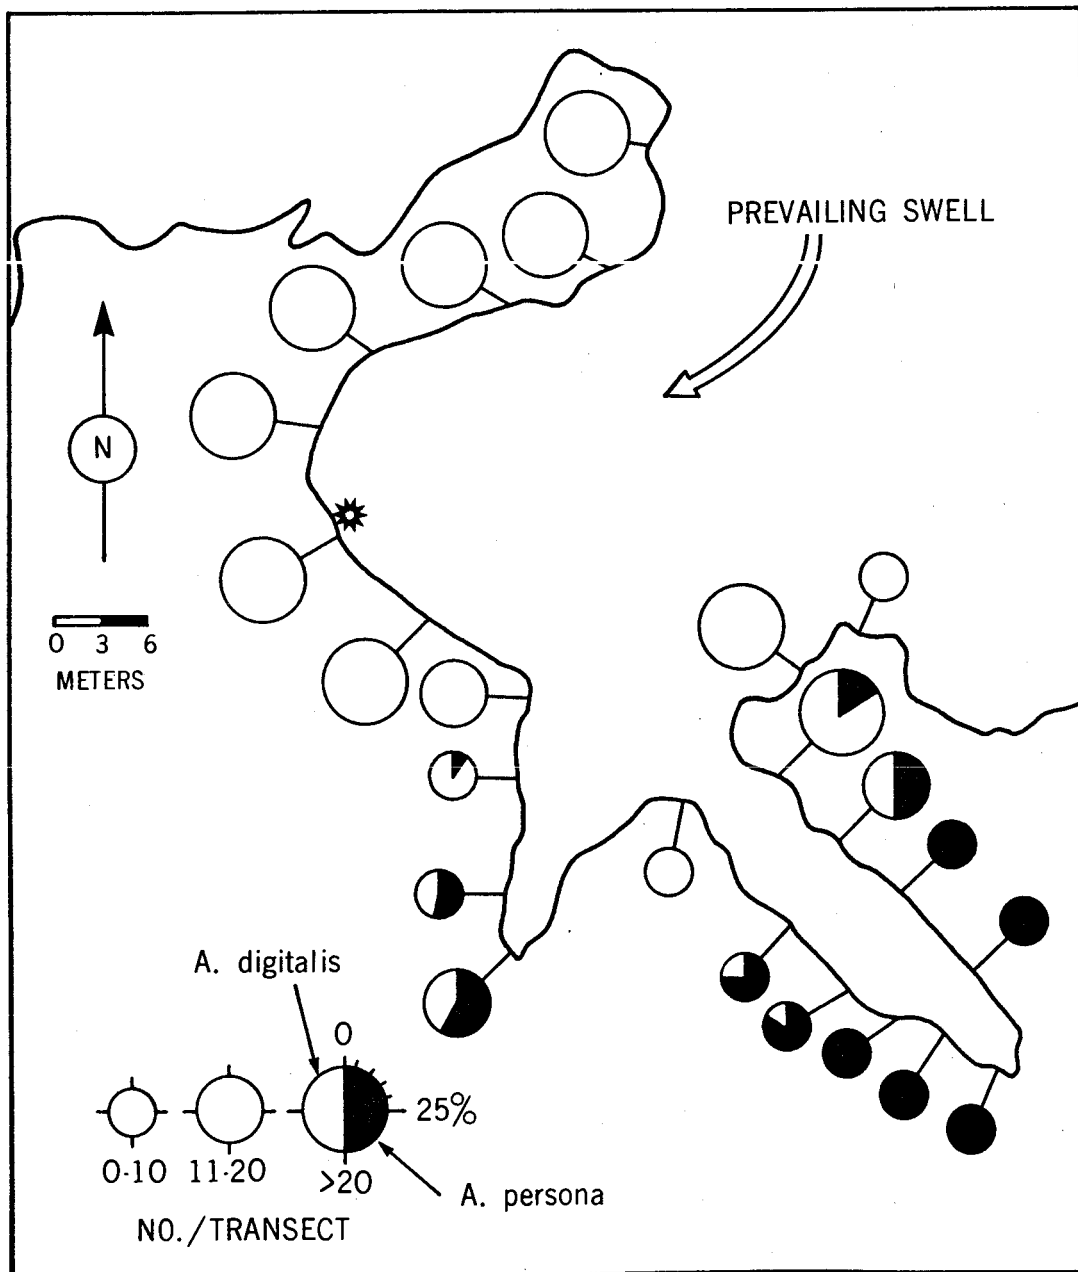 PREVAILING SWELL
N
0 3 6
METERS
A. digitalis
0
25%
0-10 11-20 >20
A. persona
NO./TRANSECT